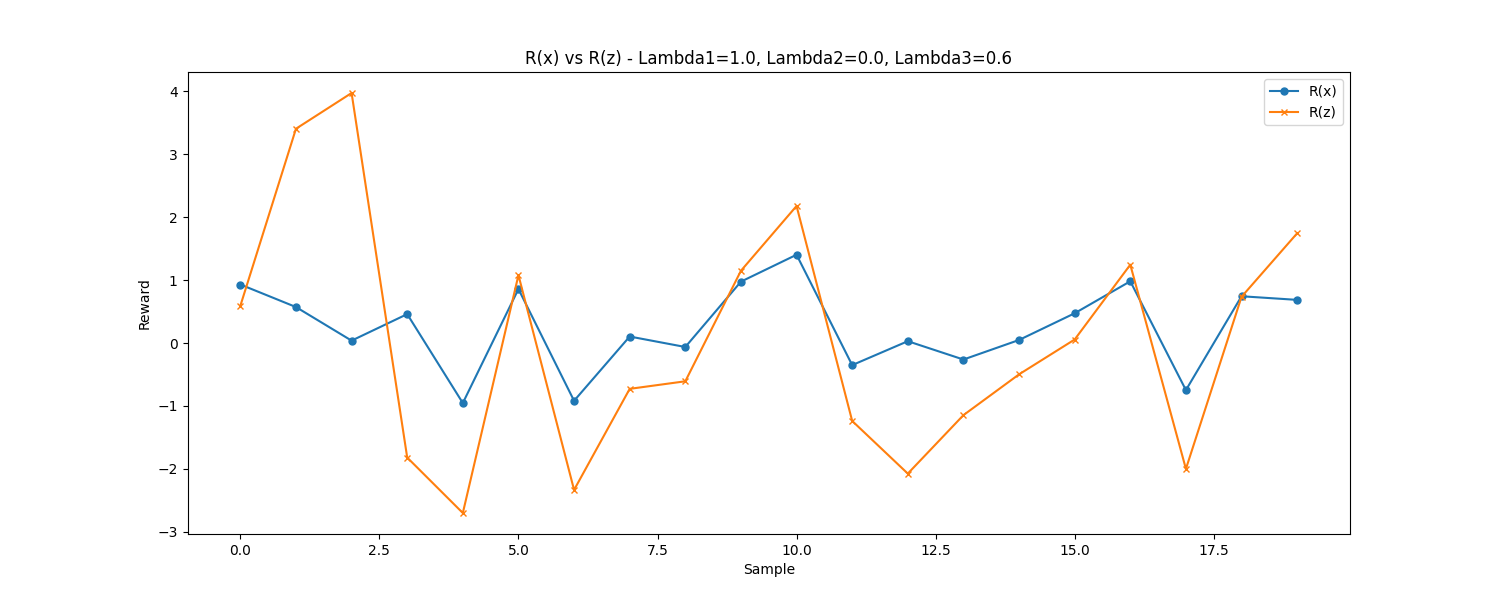 R(x) vs R(z) - Lambda1=1.0, Lambda2=0.0, Lambda3=0.6
R(x)
R(z)
Reward
4
3
2
1
0
−1
−2
−3
0.0 2.5 5.0 7.5 10.0 12.5 15.0 17.5
Sample